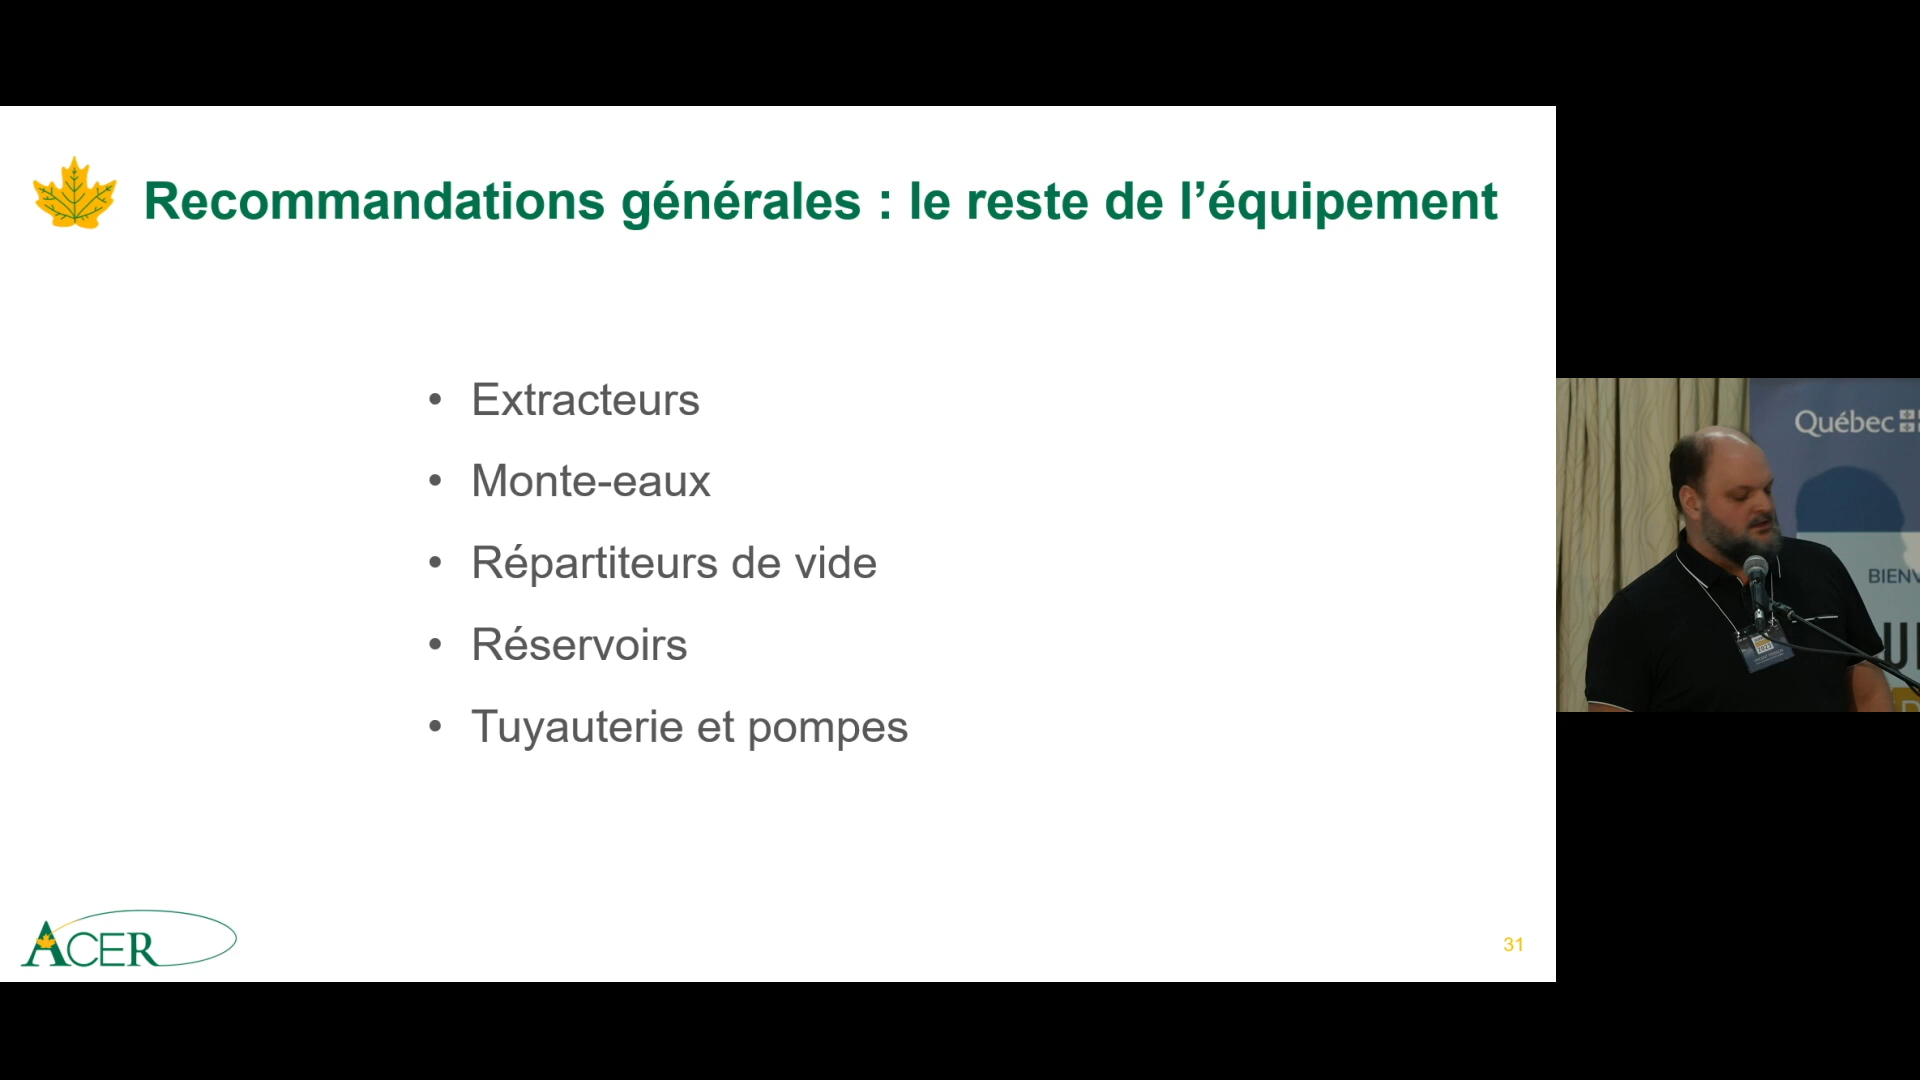 Recommandations générales : le reste de l’équipement
• Extracteurs
• Monte-eaux
• Répartiteurs de vide
• Réservoirs
• Tuyauterie et pompes
ACER
31
Québec
BIENV
2023